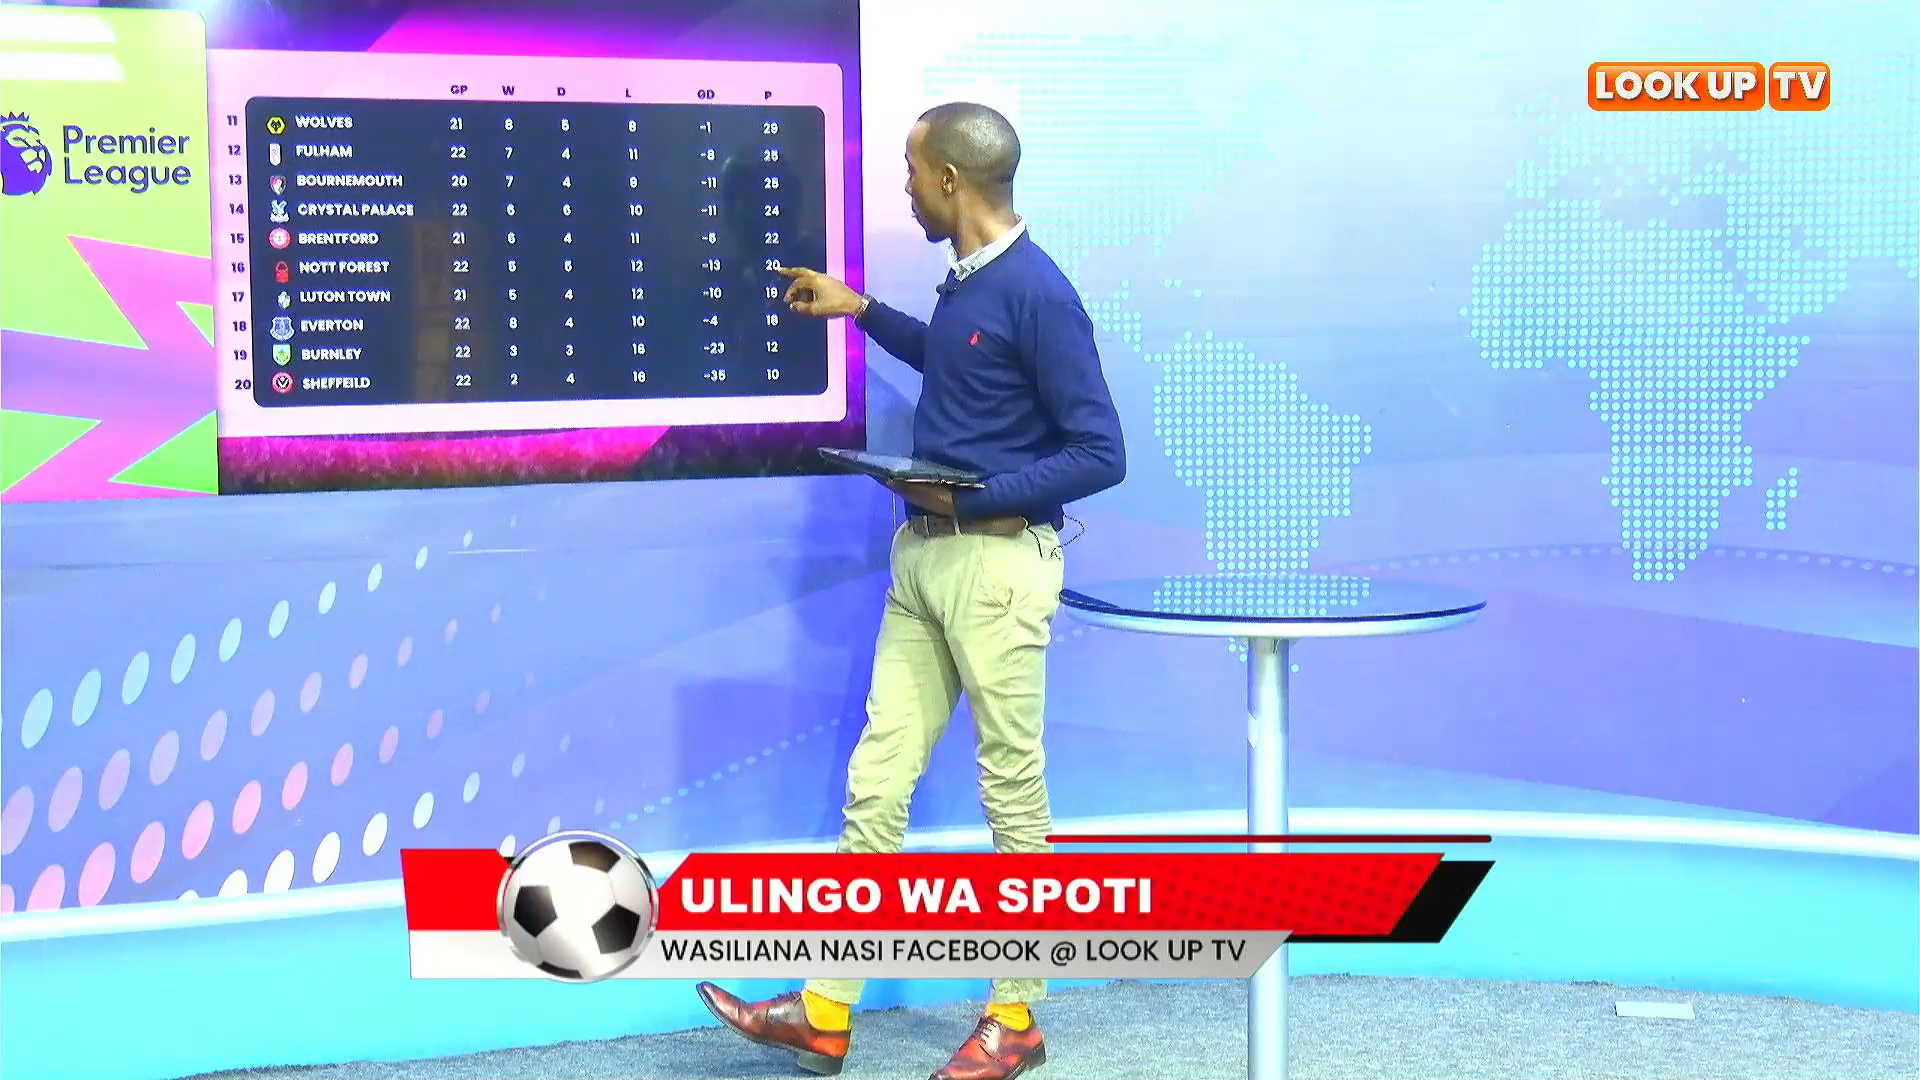 LOOK UP TV
Premier
League
GP W D L GD P
11 WOLVES 21 8 5 8 -1 29
12 FULHAM 22 7 4 11 -8 25
13 BOURNEMOUTH 20 7 4 9 -11 25
14 CRYSTAL PALACE 22 6 6 10 -11 24
15 BRENTFORD 21 6 4 11 -6 22
16 NOTT FOREST 22 5 5 12 -13 20
17 LUTON TOWN 21 5 4 12 -10 19
18 EVERTON 22 8 4 10 -4 18
19 BURNLEY 22 3 3 16 -23 12
20 SHEFFEILD 22 2 4 16 -35 10
ULINGO WA SPOTI
WASILIANA NASI FACEBOOK @ LOOK UP TV